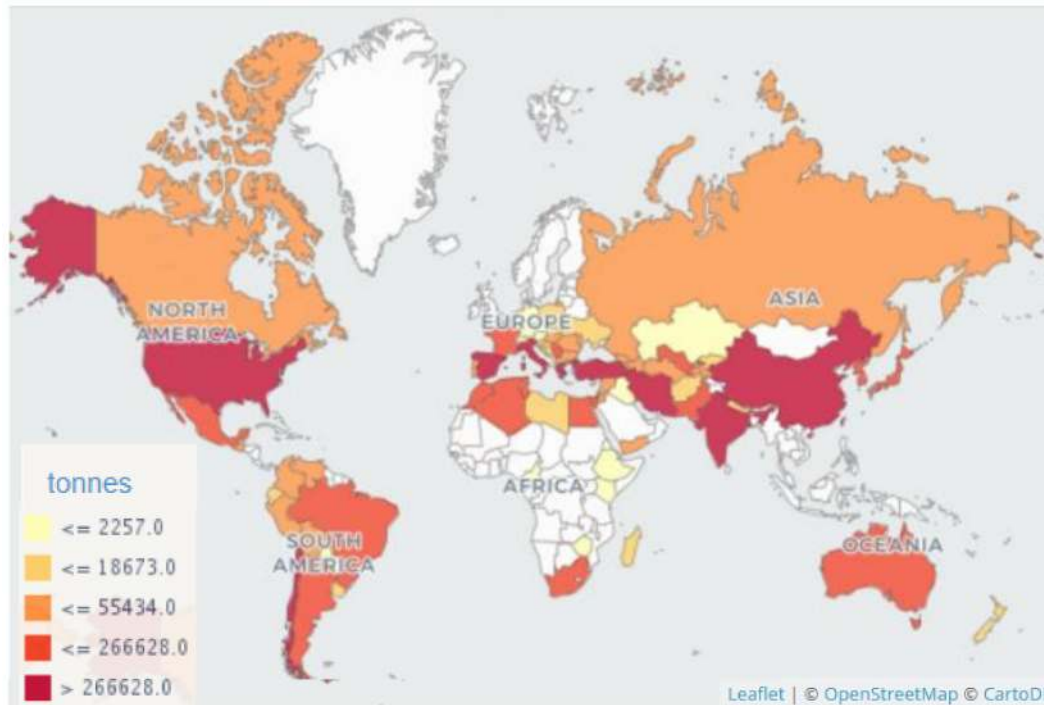 NORTH
AMERICA
EUROPE
ASIA
AFRICA
SOUTH
AMERICA
OCEANIA
tonnes
<= 2257.0
<= 18673.0
<= 55434.0
<= 266628.0
> 266628.0
Leaflet | © OpenStreetMap © CartoD